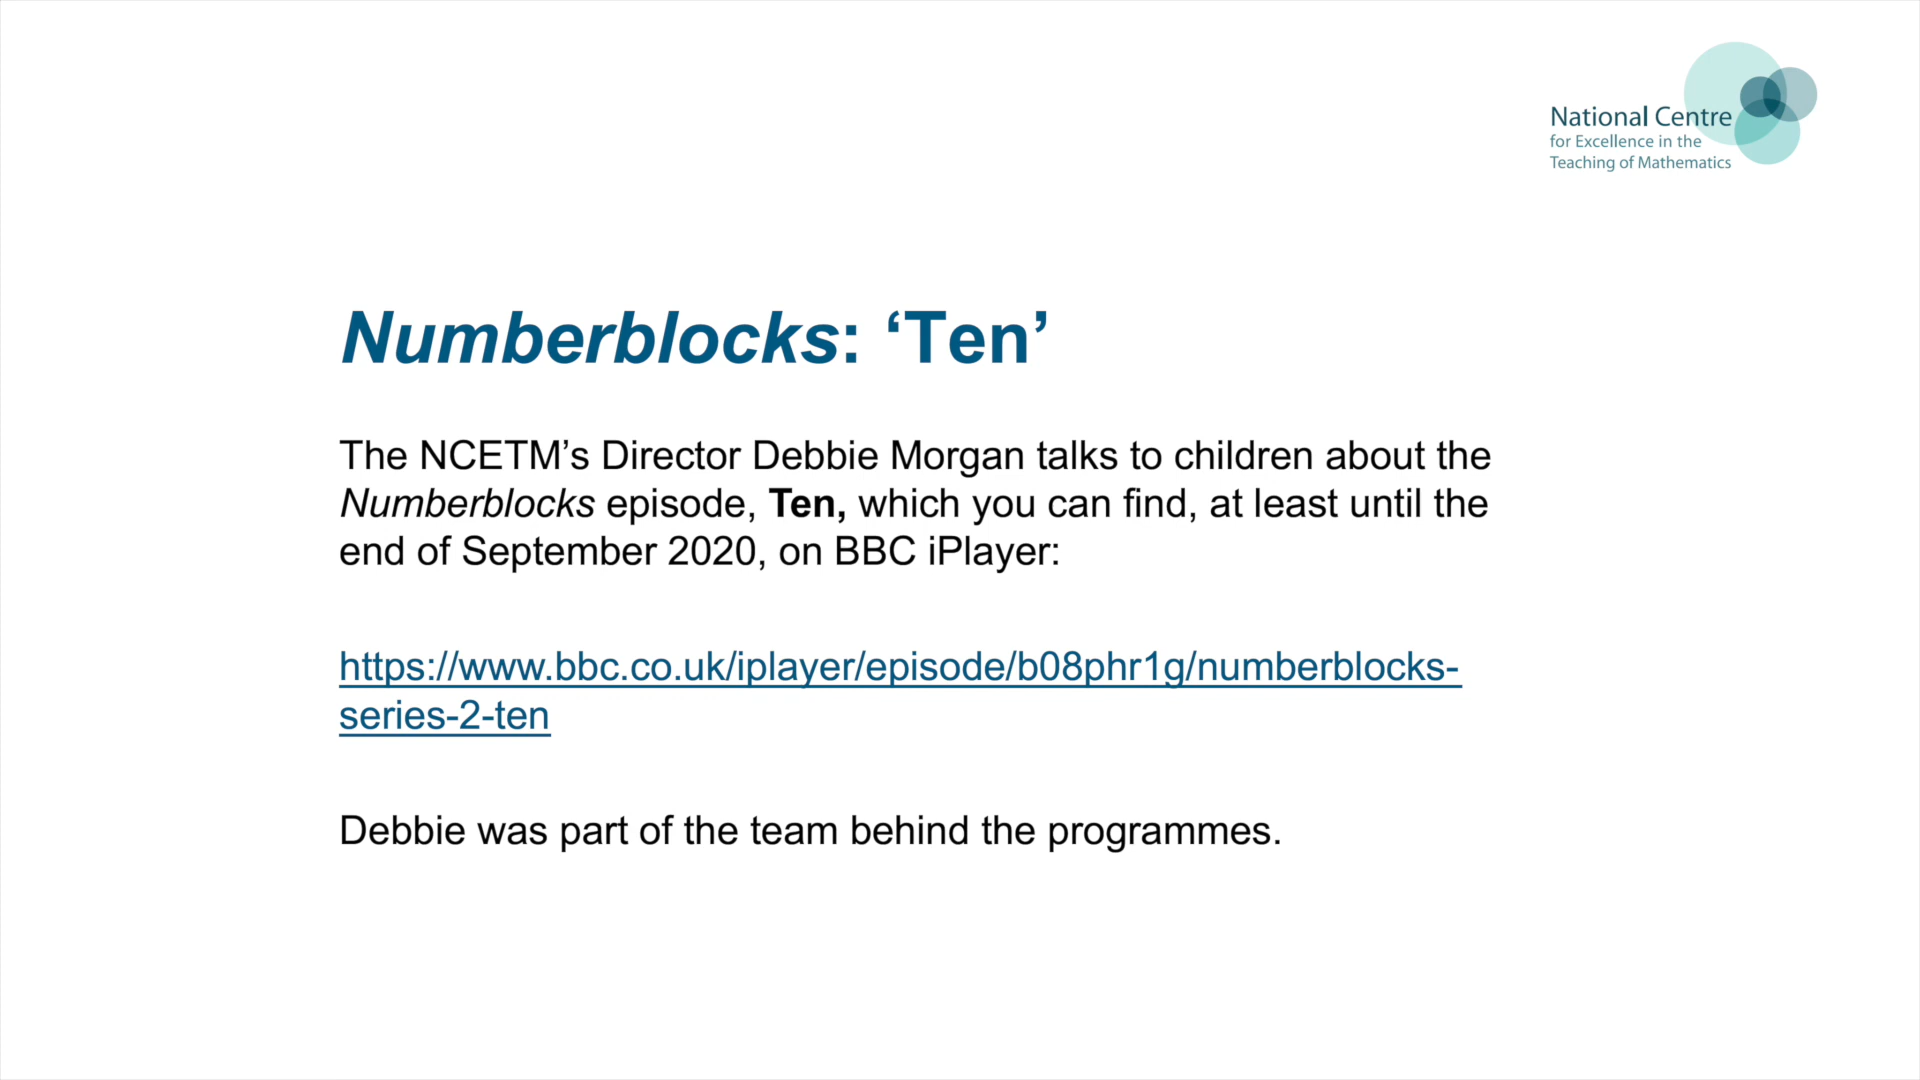 National Centre
for Excellence in the
Teaching of Mathematics
Numberblocks: ‘Ten’
The NCETM’s Director Debbie Morgan talks to children about the
Numberblocks episode, Ten, which you can find, at least until the
end of September 2020, on BBC iPlayer:
https://www.bbc.co.uk/iplayer/episode/b08phr1g/numberblocks-
series-2-ten
Debbie was part of the team behind the programmes.